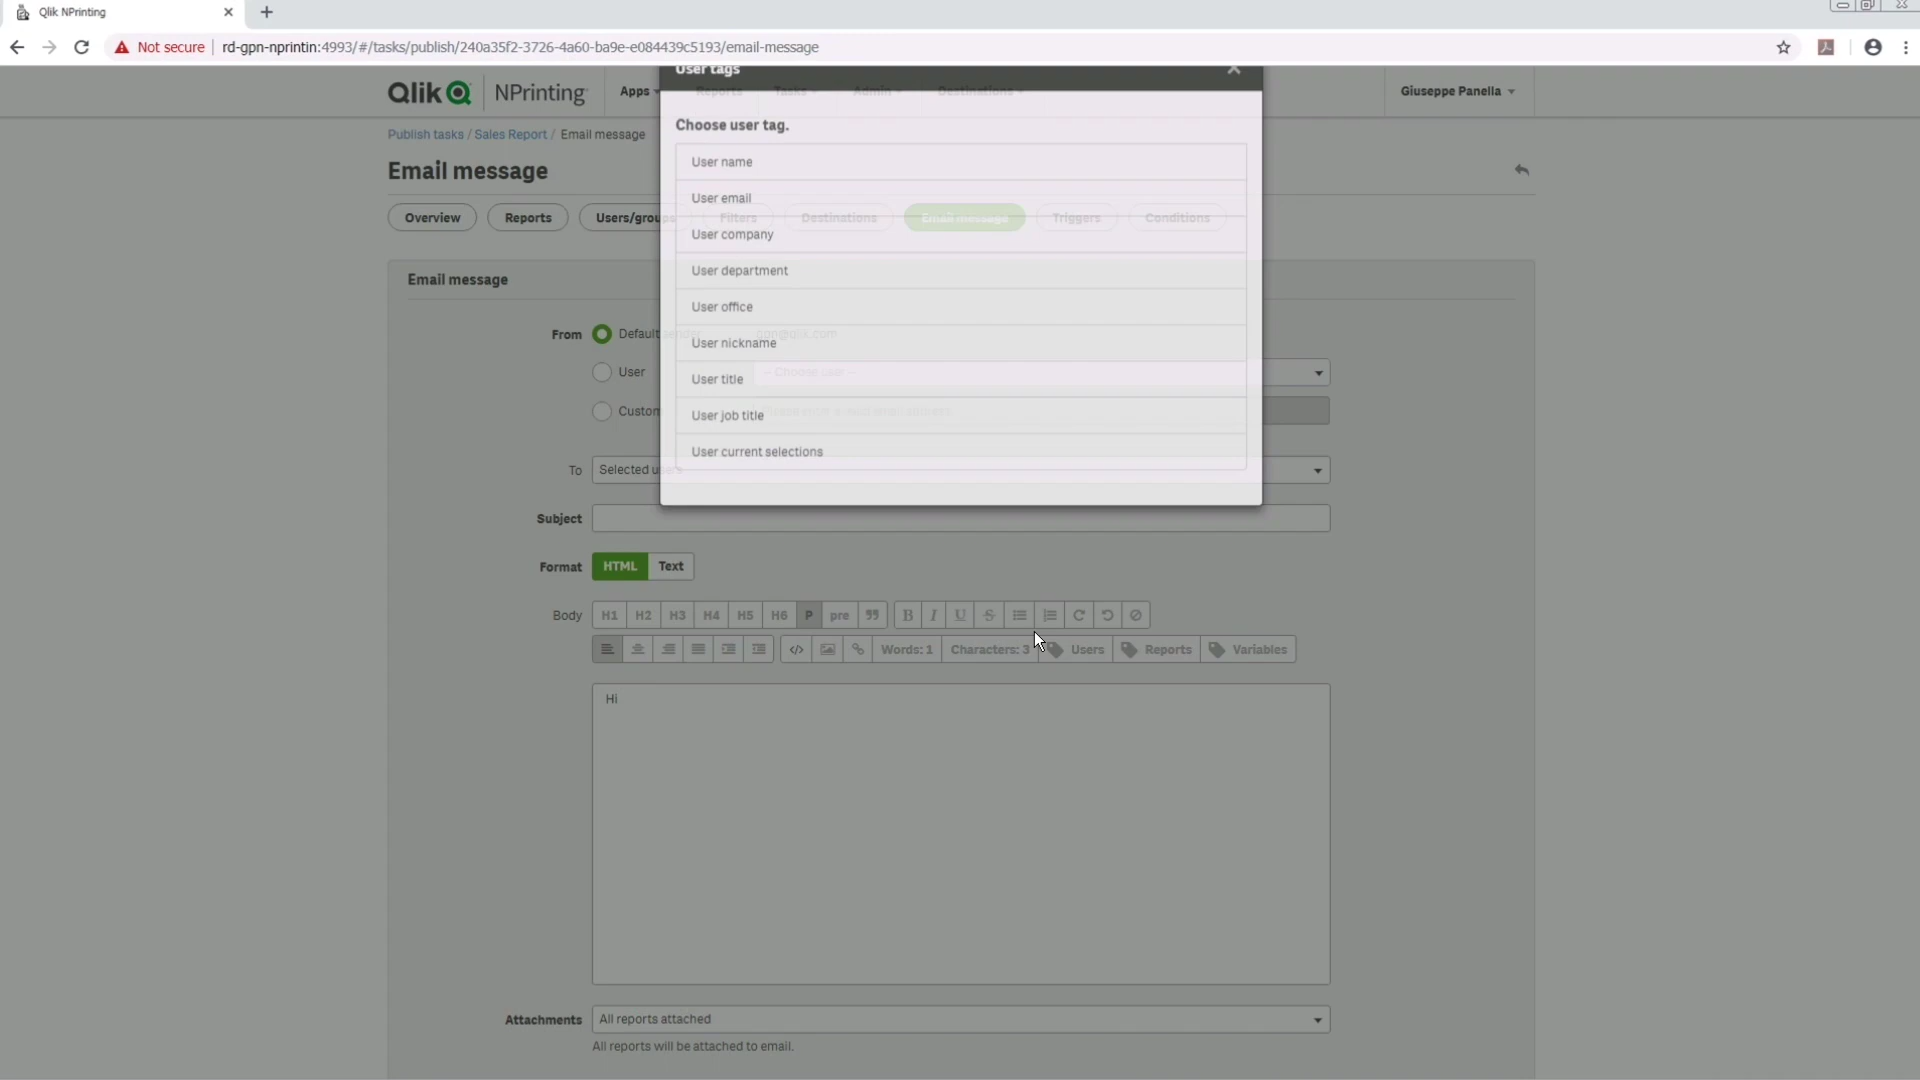 Qlik NPrinting
Not secure | rd-gpn-nprintin:4993/#/tasks/publish/240a35f2-3726-4a60-ba9e-e084439c5193/email-message
Qlik NPrinting Apps Reports Tasks Admin Destinations Giuseppe Panella
User tags
Publish tasks / Sales Report / Email message
Choose user tag.
Email message
User name
User email
Overview Reports Users/groups Filters Destinations Email message Triggers Conditions
User company
User department
Email message
User office
From Default sender gpn@qlik.com
User nickname
User -- Choose user --
User title
Custom
User job title
User current selections
To Selected users
Subject
Format HTML Text
Body H1 H2 H3 H4 H5 H6 P pre B I U S
Words: 1 Characters: 3 Users Reports Variables
Hi
Attachments All reports attached
All reports will be attached to email.